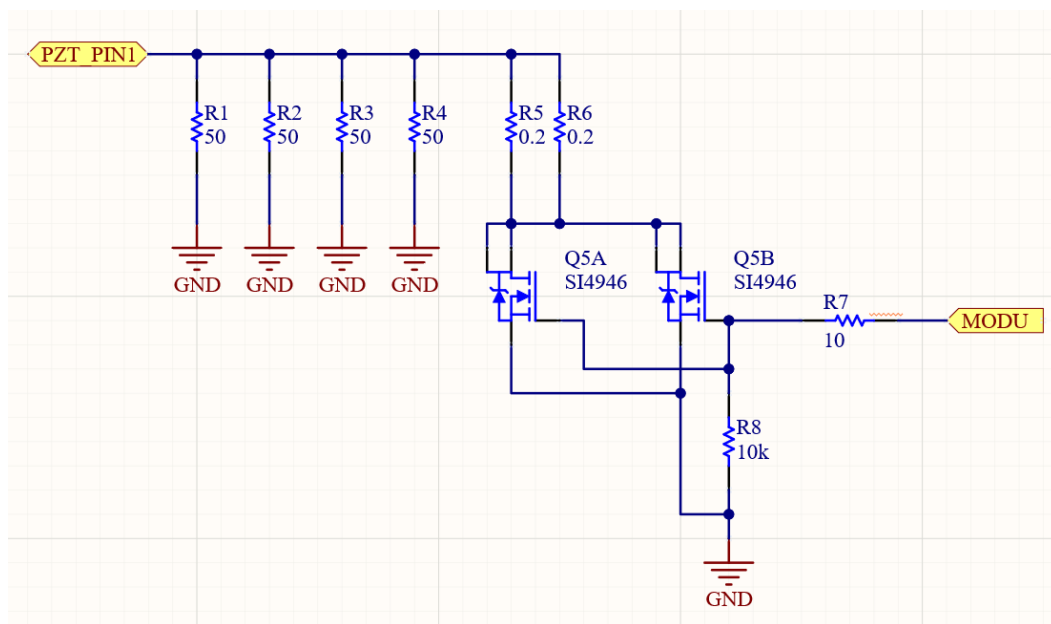 PZT_PIN1
R1
50
R2
50
R3
50
R4
50
R5
0.2
R6
0.2
GND
GND
GND
GND
Q5A
SI4946
Q5B
SI4946
R7
10
MODU
R8
10k
GND